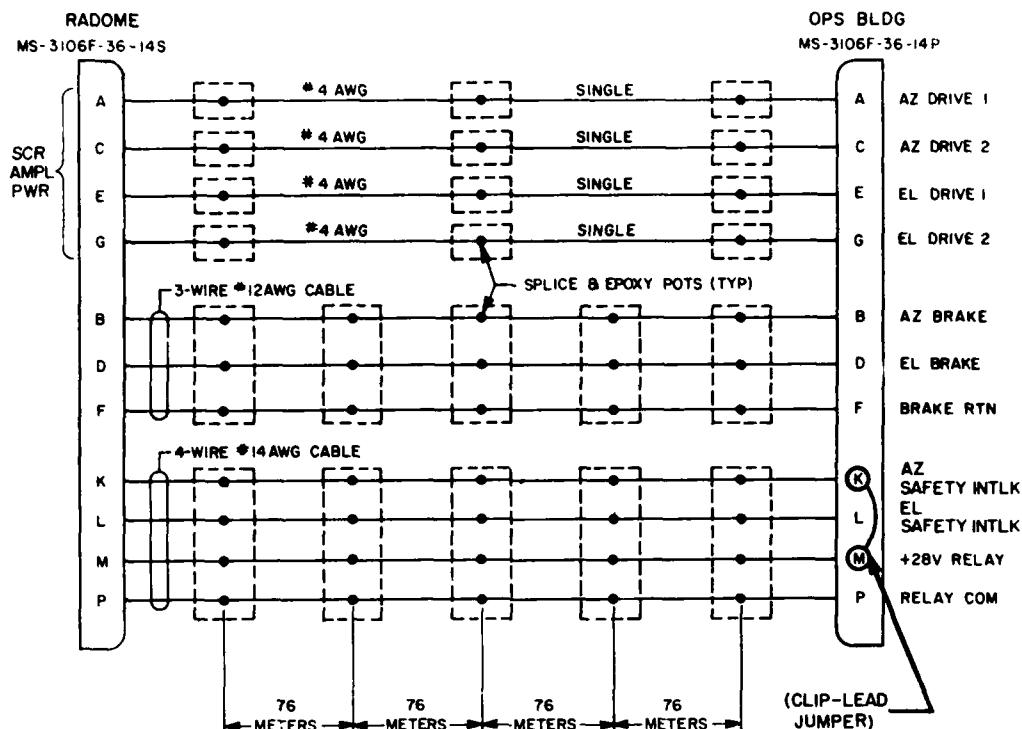 RADOME
MS-3106F-36-14S
OPS BLDG
MS-3106F-36-14P
SCR
AMPL
PWR
A #4 AWG SINGLE A AZ DRIVE 1
C #4 AWG SINGLE C AZ DRIVE 2
E #4 AWG SINGLE E EL DRIVE 1
G #4 AWG SINGLE G EL DRIVE 2
SPLICE & EPOXY POTS (TYP)
3-WIRE #12AWG CABLE
B B AZ BRAKE
D D EL BRAKE
F F BRAKE RTN
4-WIRE #14AWG CABLE
K K AZ
SAFETY INTLK
L L EL
SAFETY INTLK
M M +28V RELAY
P P RELAY COM
76
METERS
76
METERS
76
METERS
76
METERS
(CLIP-LEAD
JUMPER)